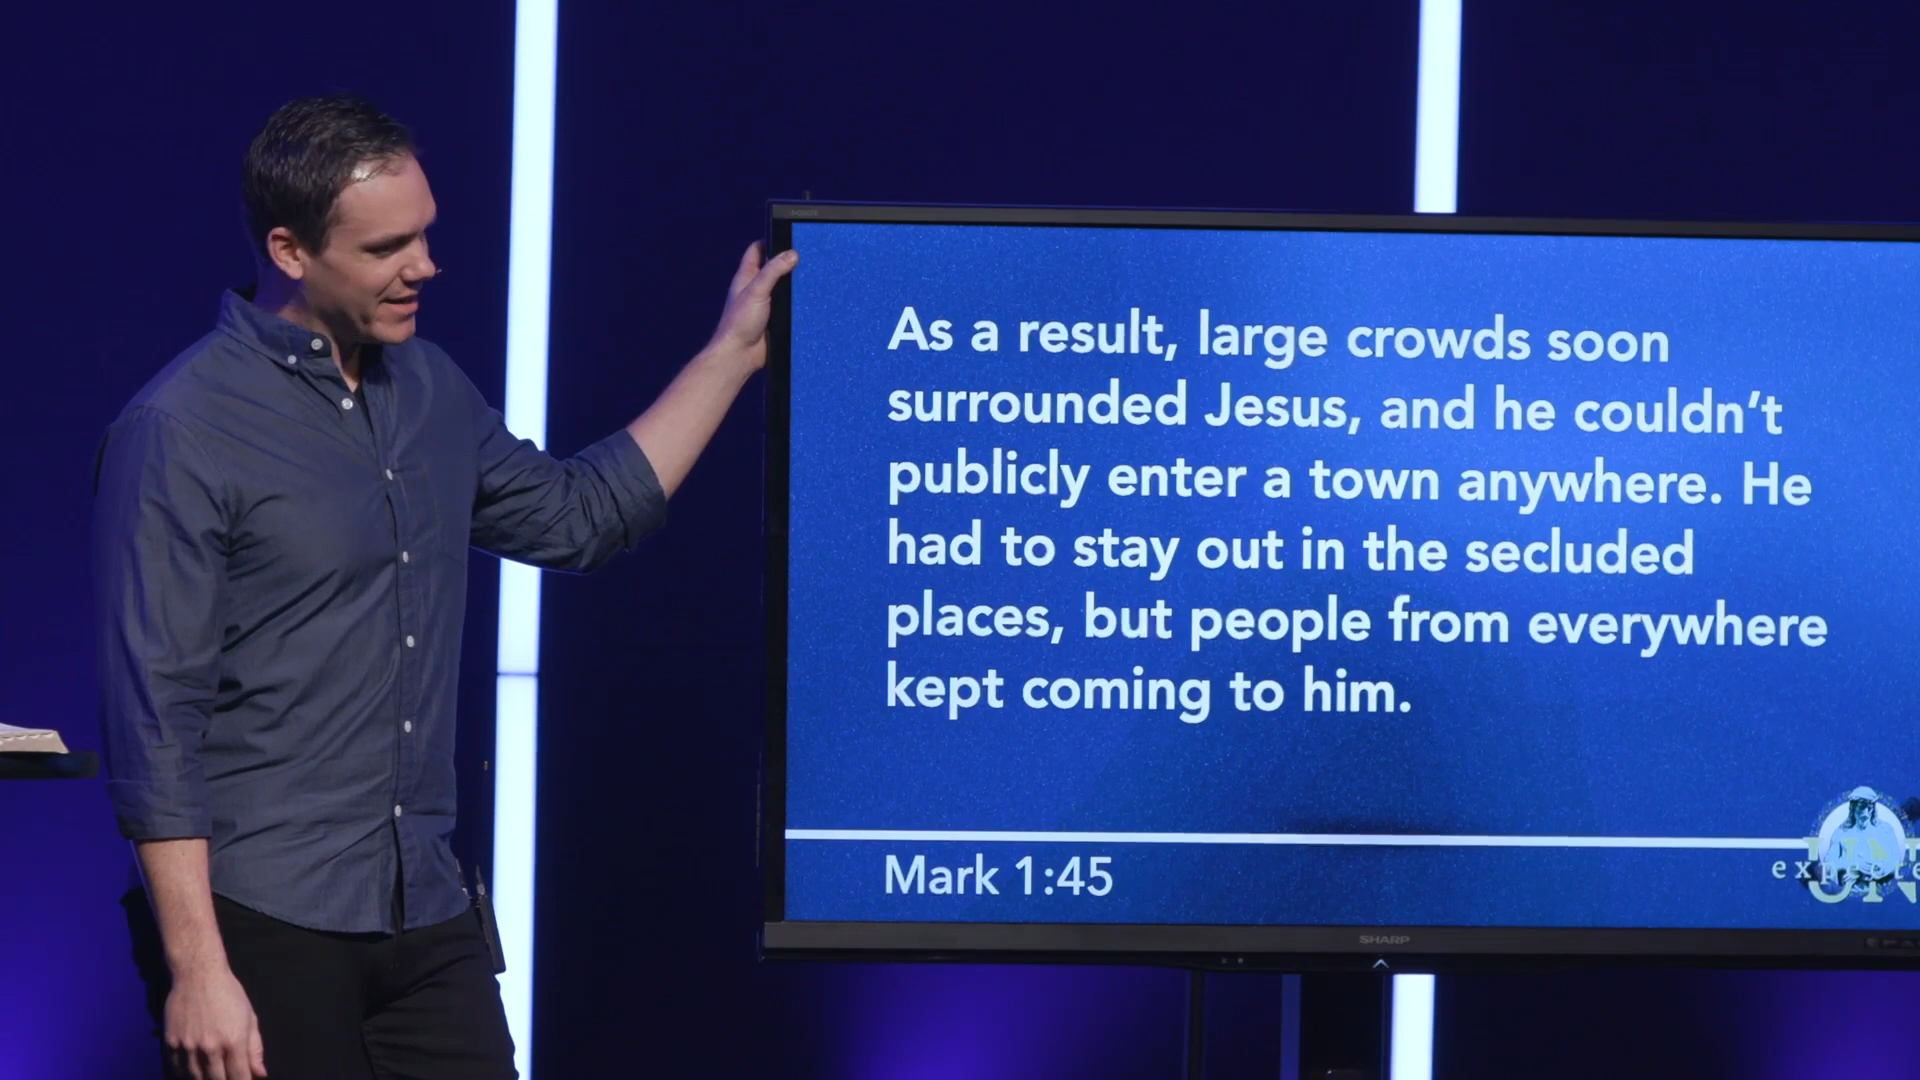 As a result, large crowds soon
surrounded Jesus, and he couldn't
publicly enter a town anywhere. He
had to stay out in the secluded
places, but people from everywhere
kept coming to him.
Mark 1:45
SHARP